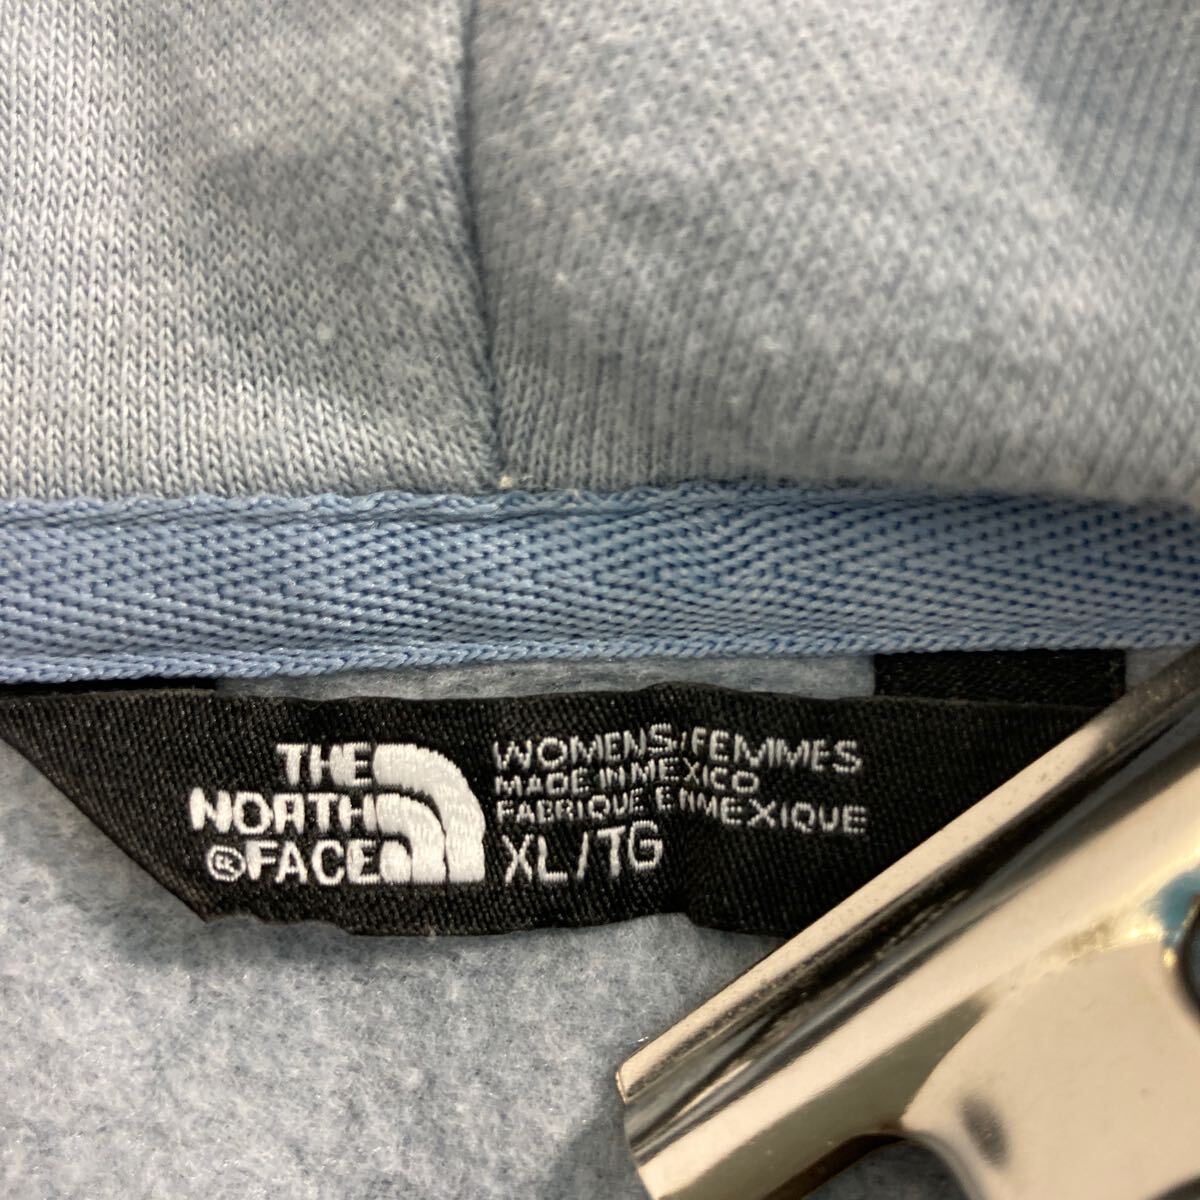 THE
NORTH
FACE
WOMENS/FEMMES
MADE IN MEXICO
FABRIQUE EN MEXIQUE
XL/TG